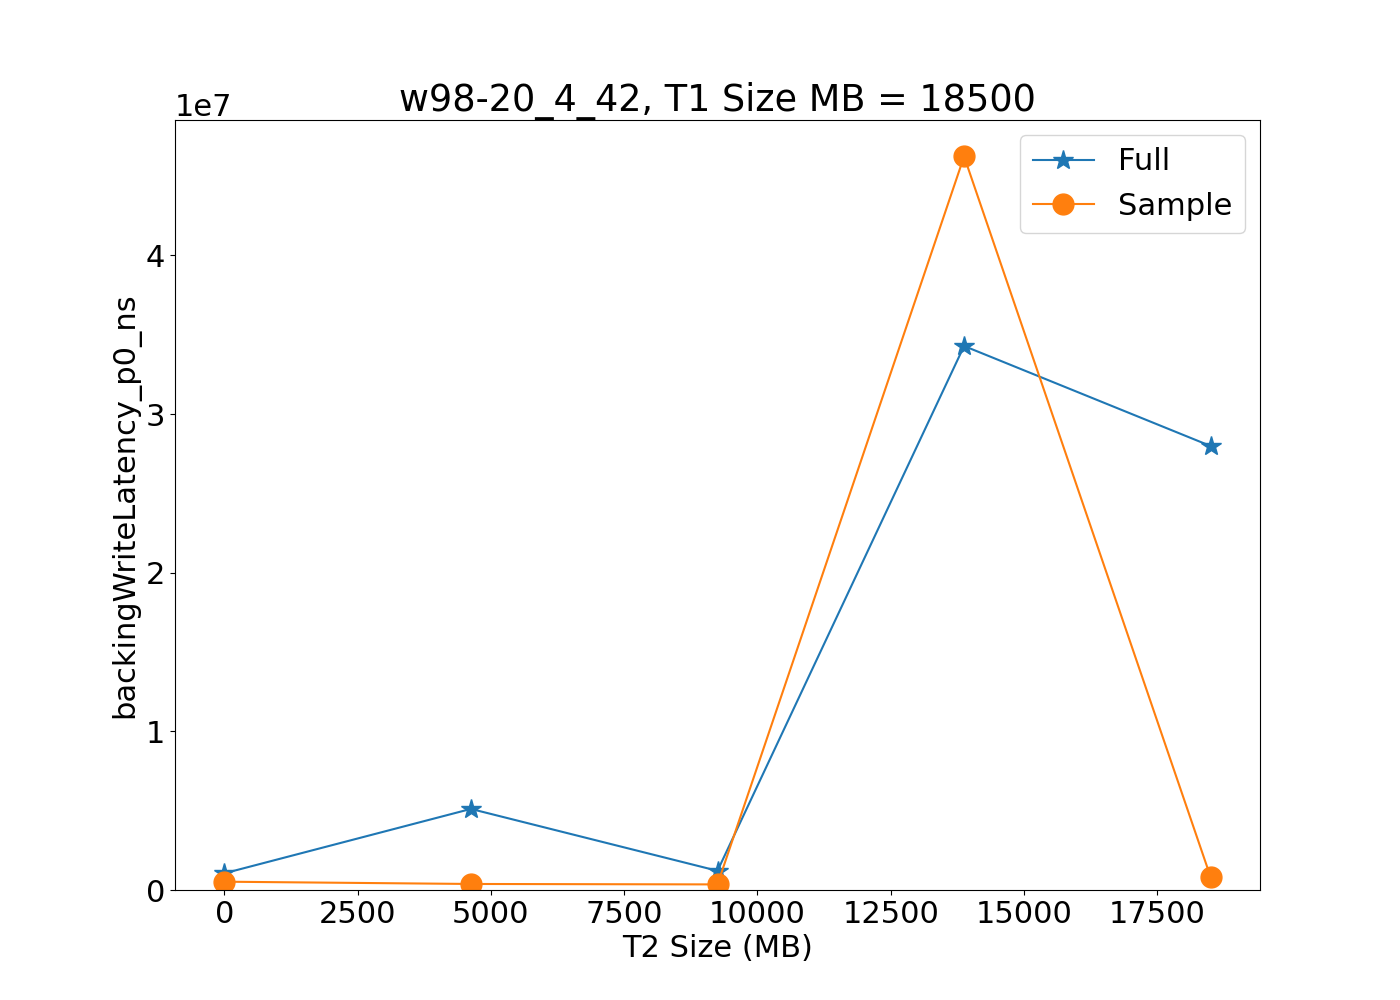 w98-20_4_42, T1 Size MB = 18500
1e7
Full
Sample
backingWriteLatency_p0_ns
4
3
2
1
0
0 2500 5000 7500 10000 12500 15000 17500
T2 Size (MB)